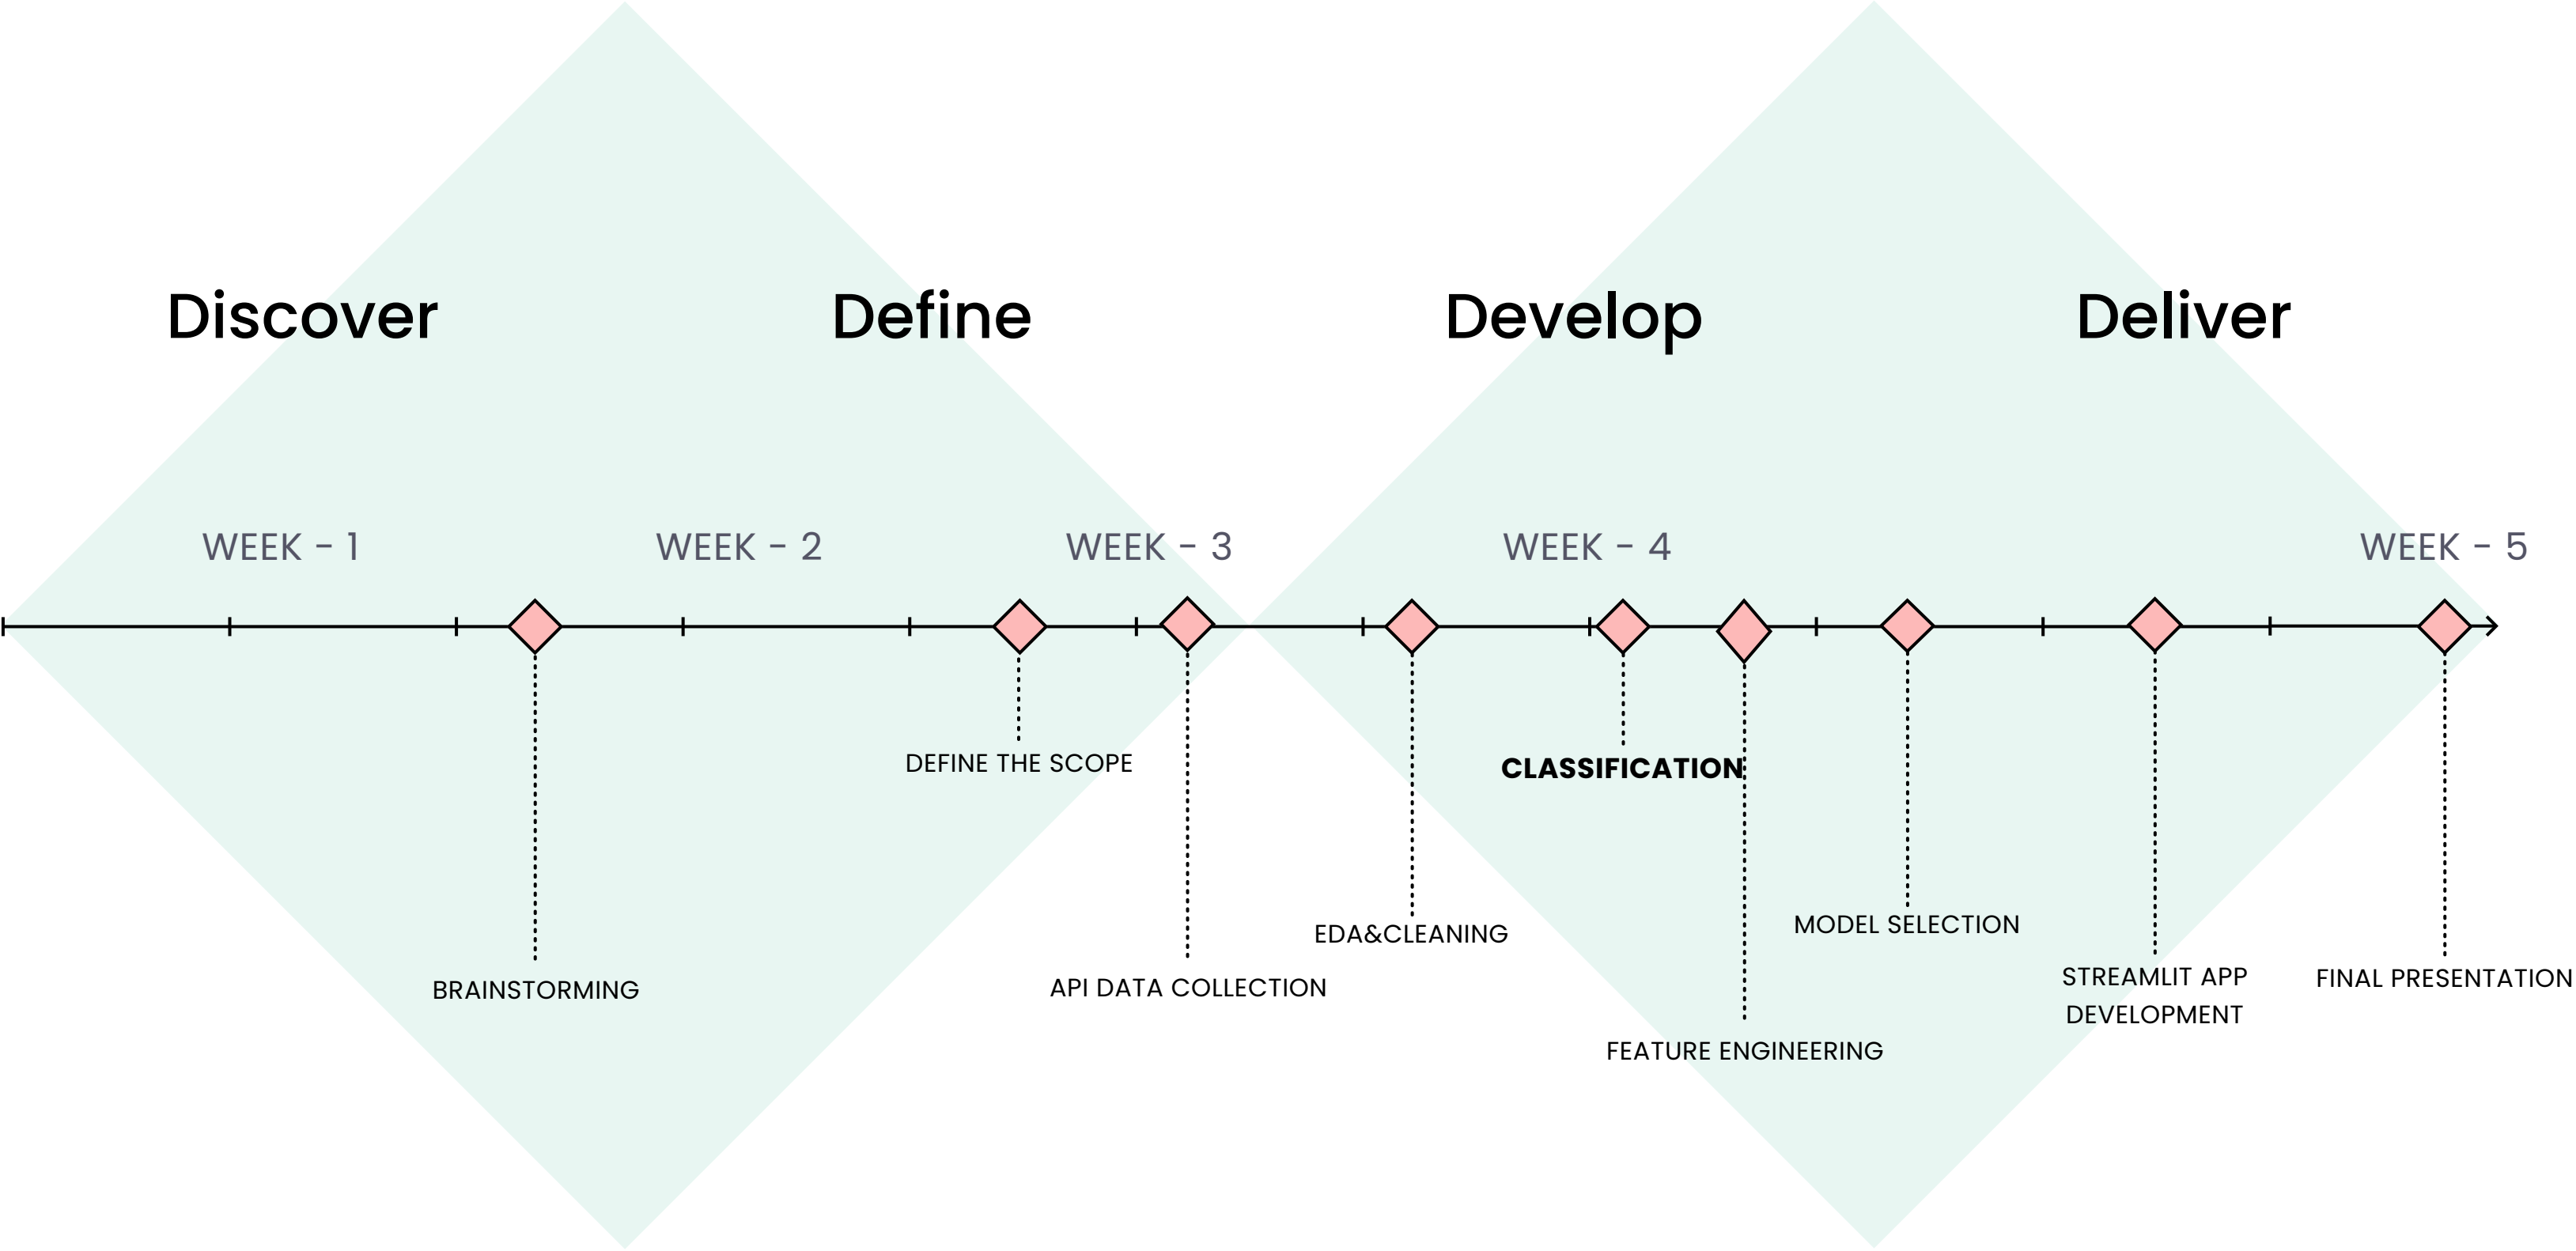 Discover
Define
Develop
Deliver
WEEK - 1
WEEK - 2
WEEK - 3
WEEK - 4
WEEK - 5
DEFINE THE SCOPE
CLASSIFICATION
MODEL SELECTION
EDA&CLEANING
STREAMLIT APP
DEVELOPMENT
FINAL PRESENTATION
BRAINSTORMING
API DATA COLLECTION
FEATURE ENGINEERING